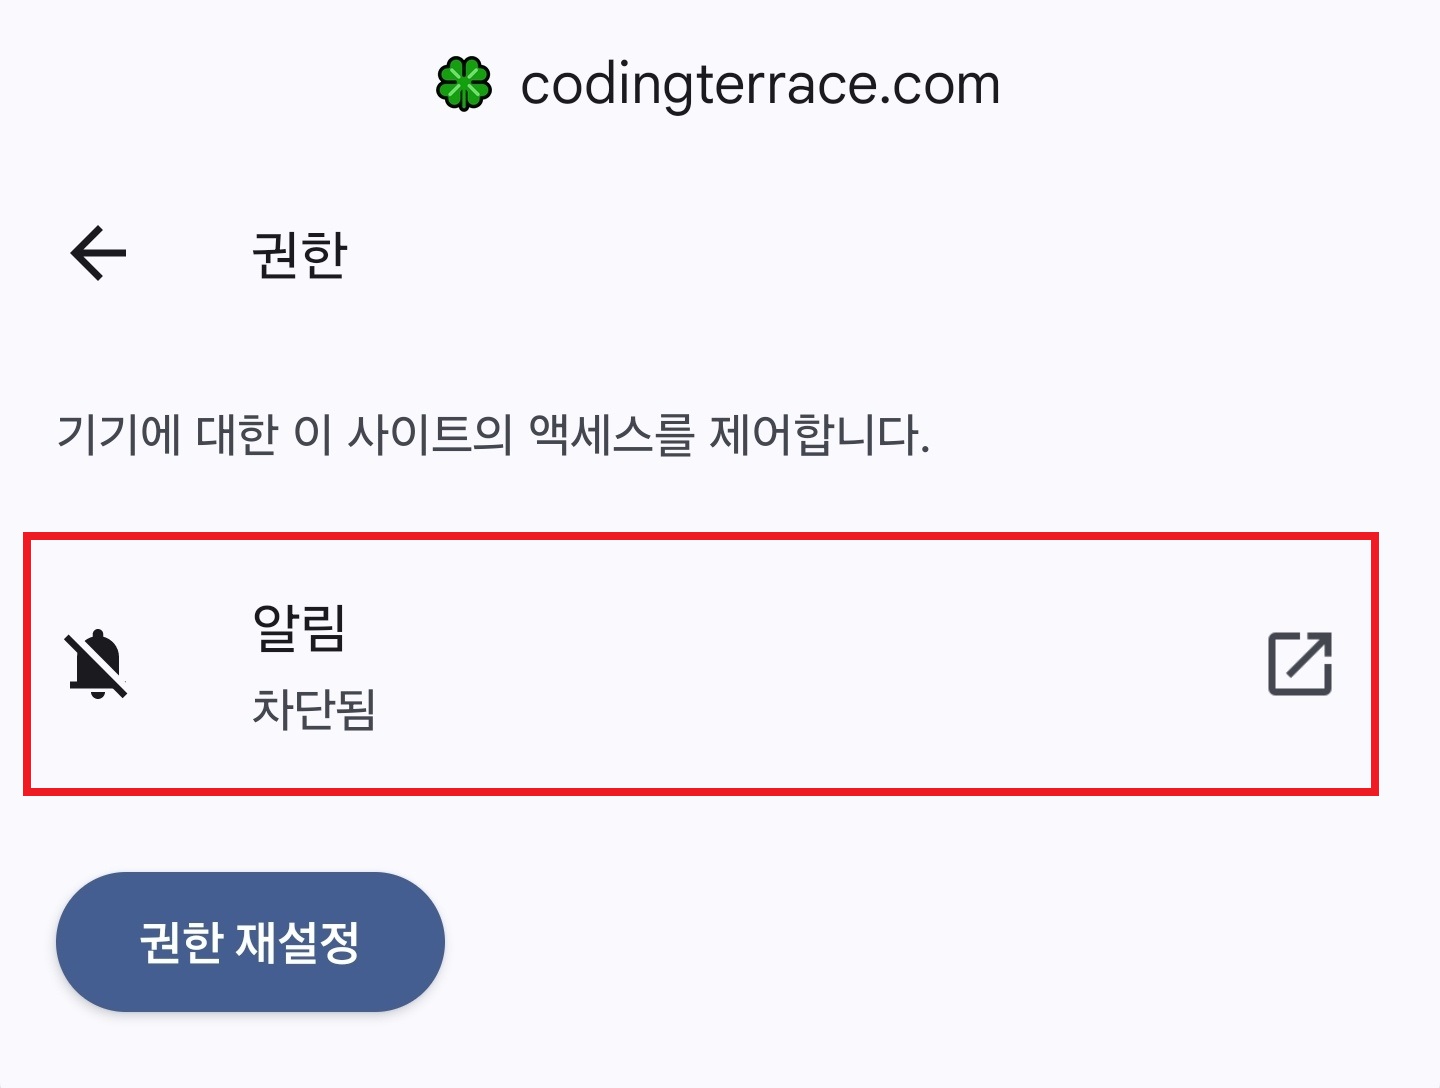 codingterrace.com
권한
기기에 대한 이 사이트의 액세스를 제어합니다.
알림
차단됨
권한 재설정